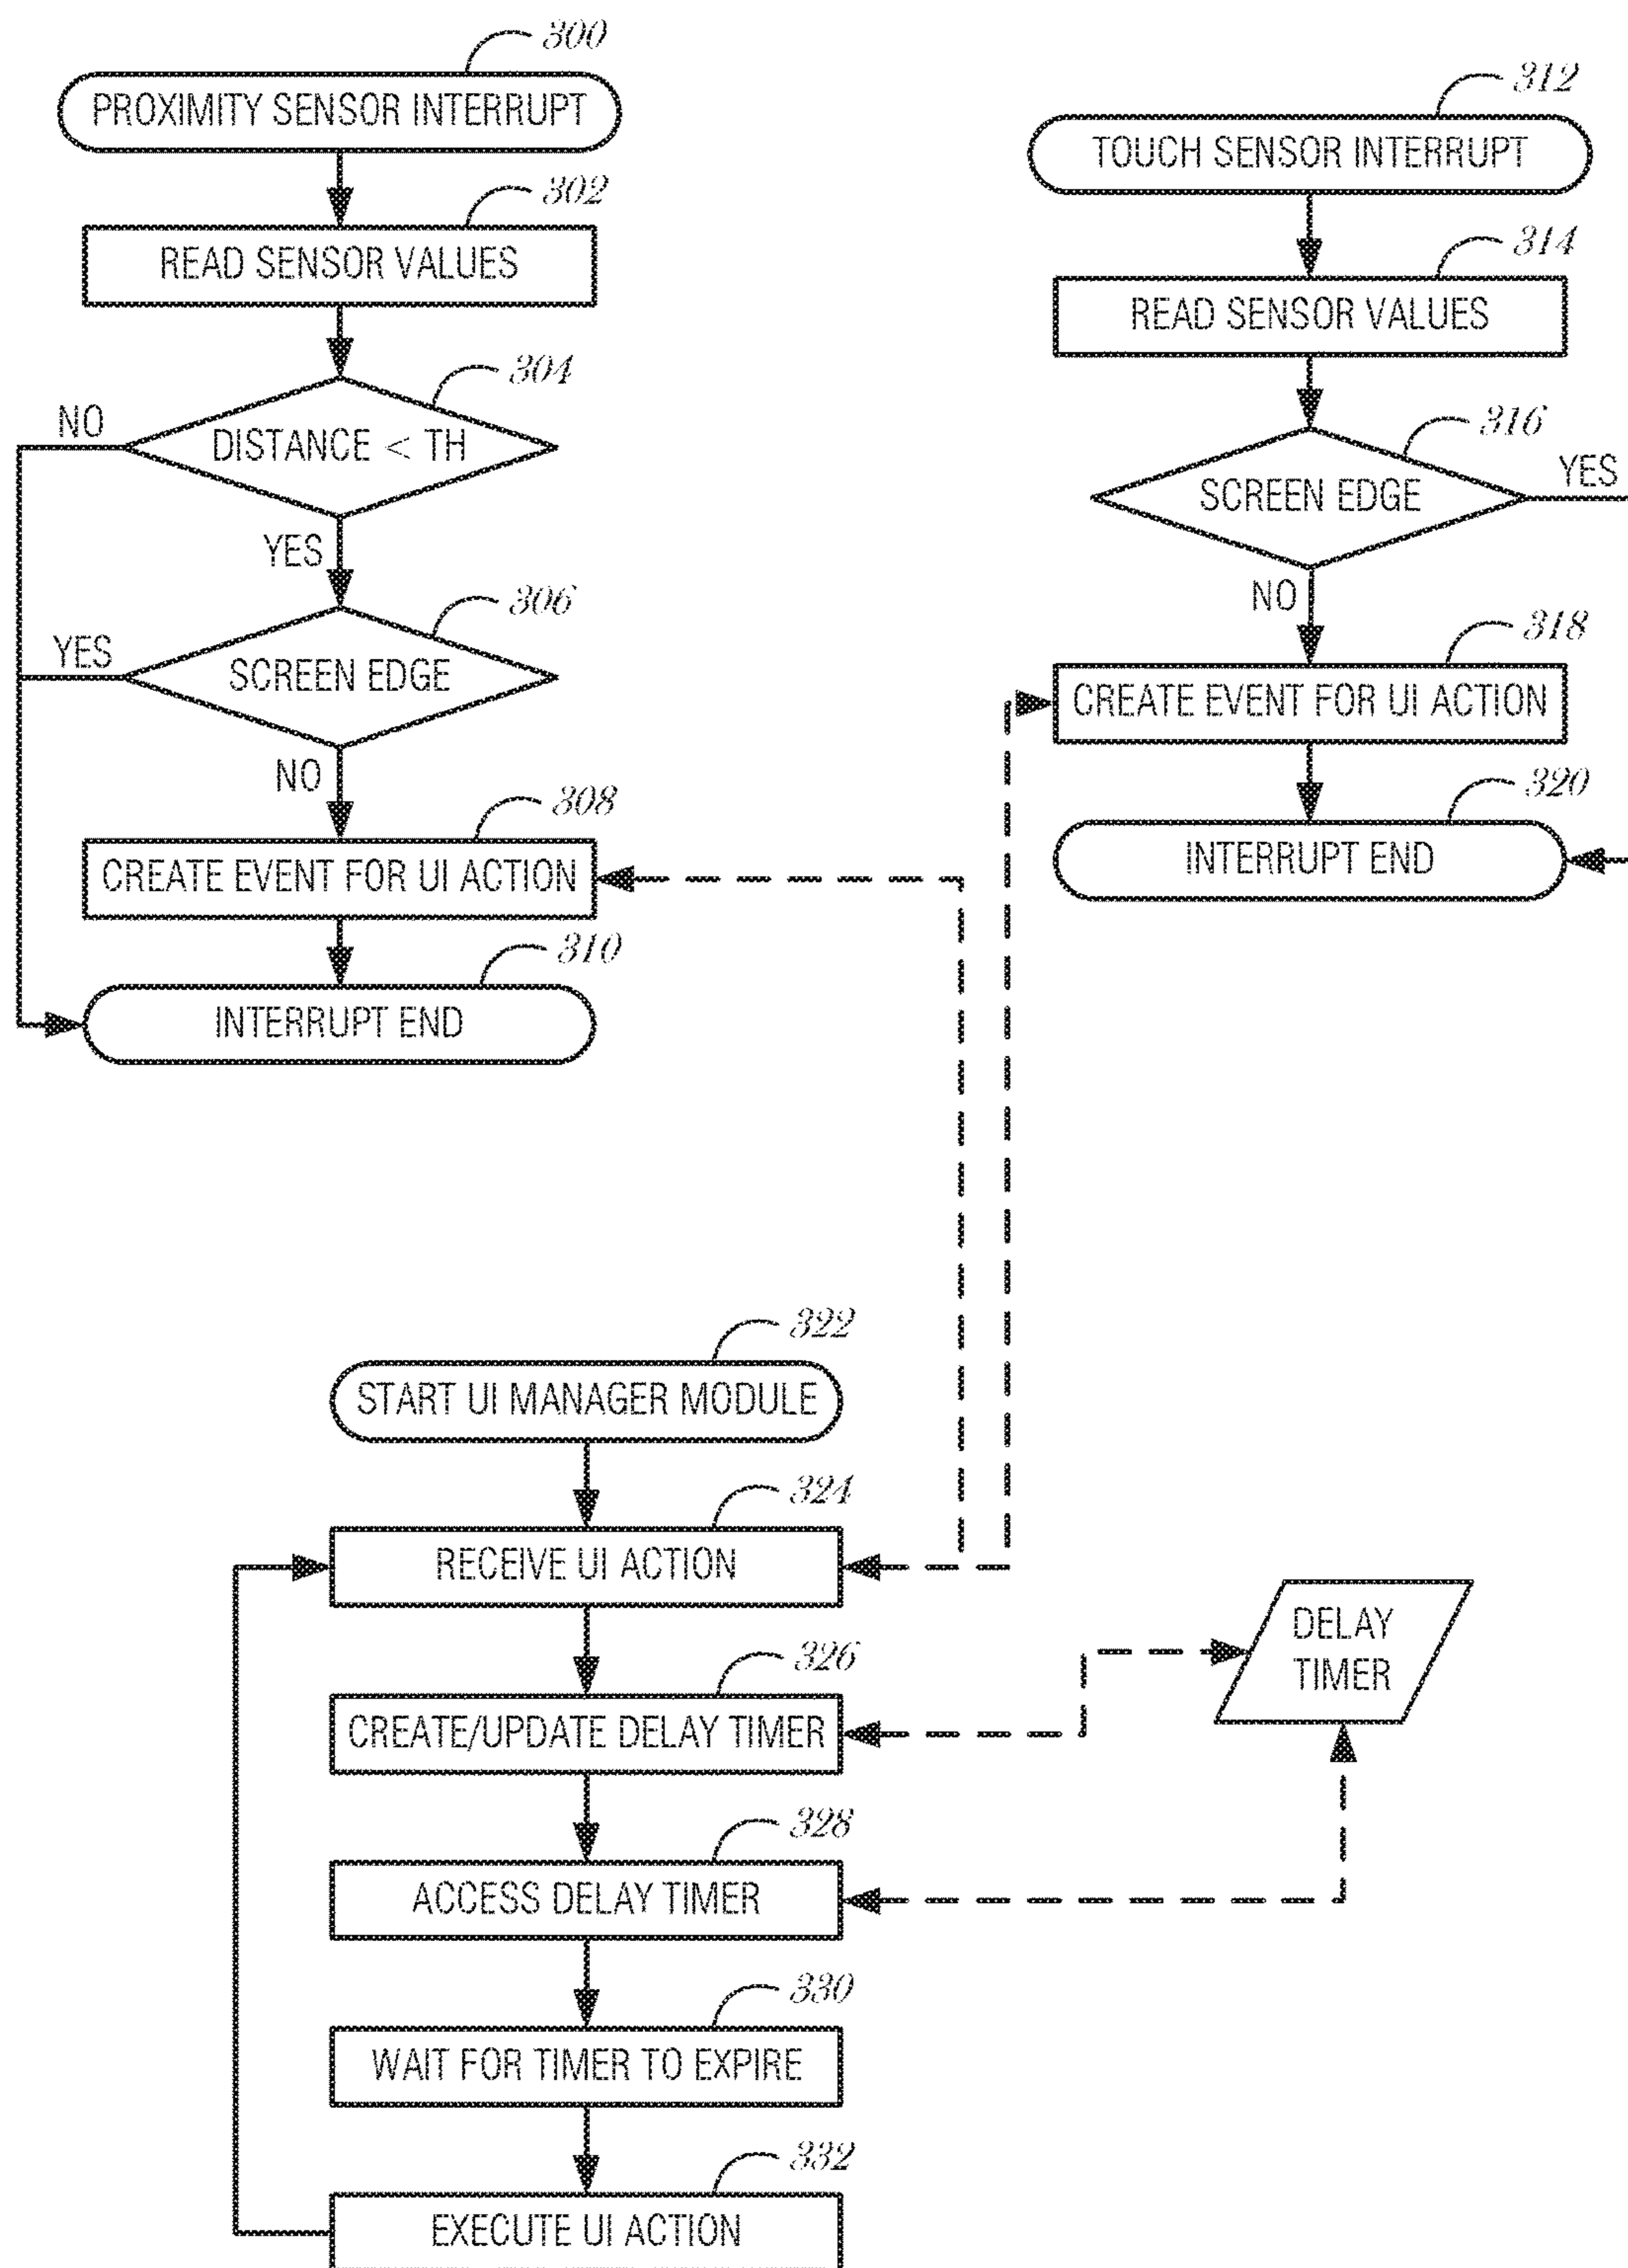 300
PROXIMITY SENSOR INTERRUPT
302
READ SENSOR VALUES
304
NO
DISTANCE < TH
YES
306
YES
SCREEN EDGE
NO
308
CREATE EVENT FOR UI ACTION
310
INTERRUPT END
312
TOUCH SENSOR INTERRUPT
314
READ SENSOR VALUES
316
YES
SCREEN EDGE
NO
318
CREATE EVENT FOR UI ACTION
320
INTERRUPT END
322
START UI MANAGER MODULE
324
RECEIVE UI ACTION
326
CREATE/UPDATE DELAY TIMER
DELAY
TIMER
328
ACCESS DELAY TIMER
330
WAIT FOR TIMER TO EXPIRE
332
EXECUTE UI ACTION